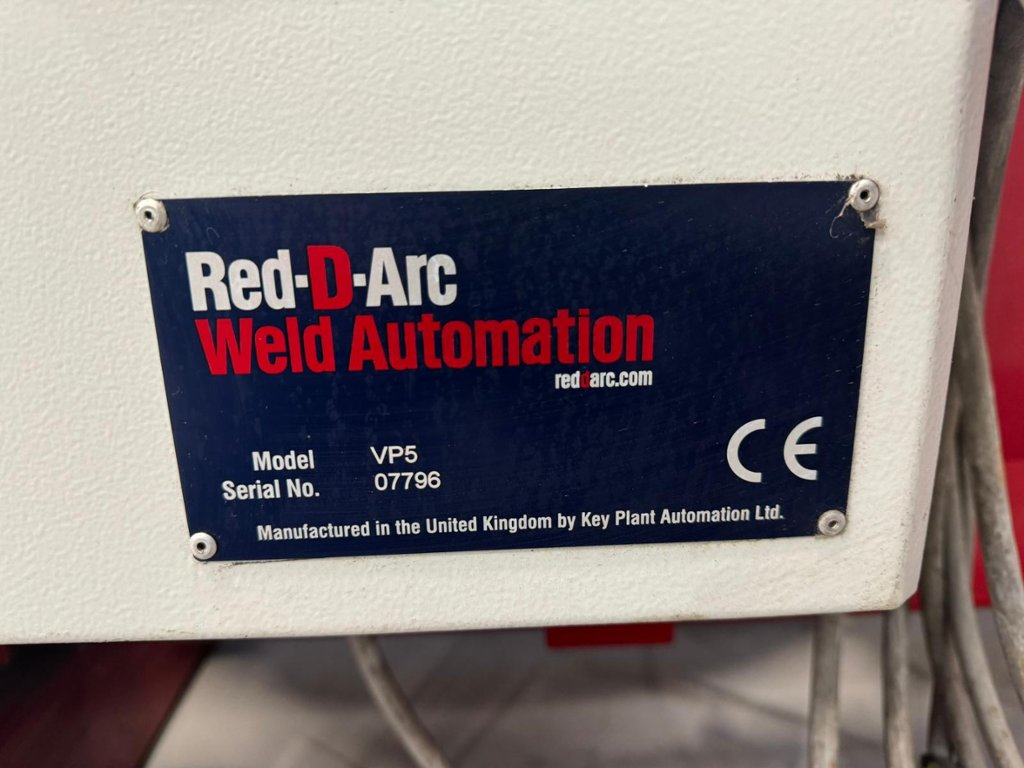 Red-D-Arc
Weld Automation
reddarc.com
Model VP5
Serial No. 07796
CE
Manufactured in the United Kingdom by Key Plant Automation Ltd.